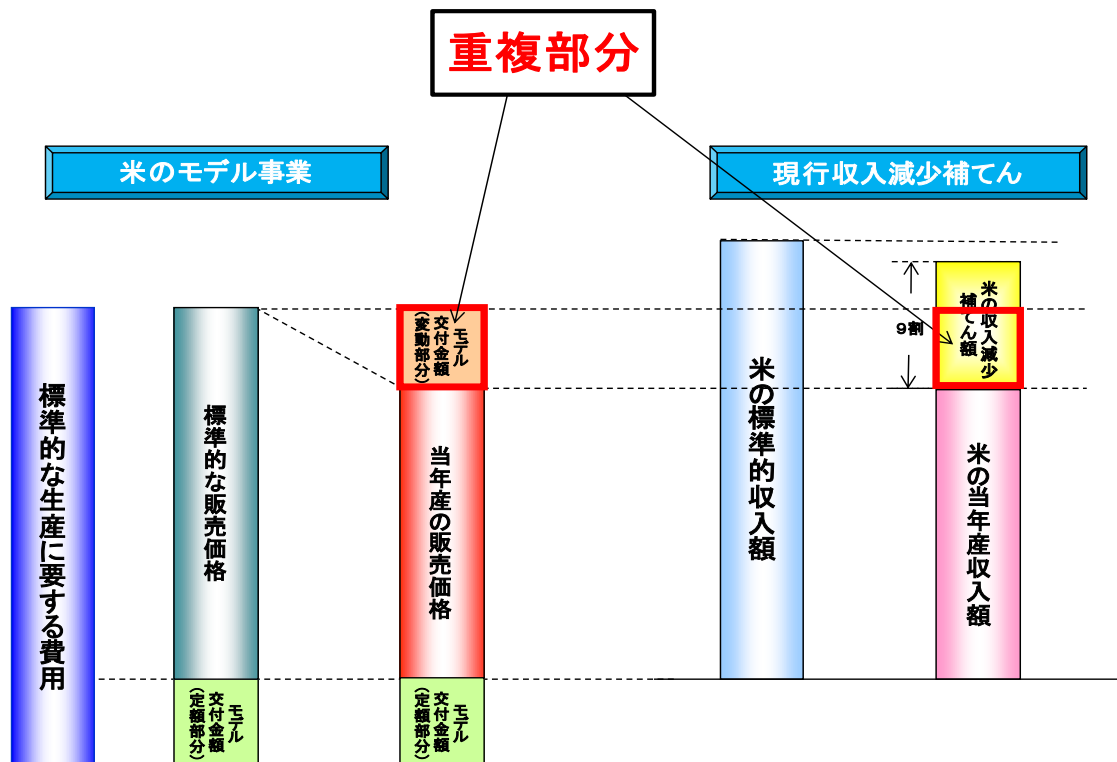 重複部分
米のモデル事業
現行収入減少補てん
標準的な生産に要する費用
標準的な販売価格
モデル
交付金額
(定額部分)
モデル
交付金額
(変動部分)
当年産の販売価格
モデル
交付金額
(定額部分)
米の標準的収入額
9割
米の収入減少
補てん額
米の当年産収入額